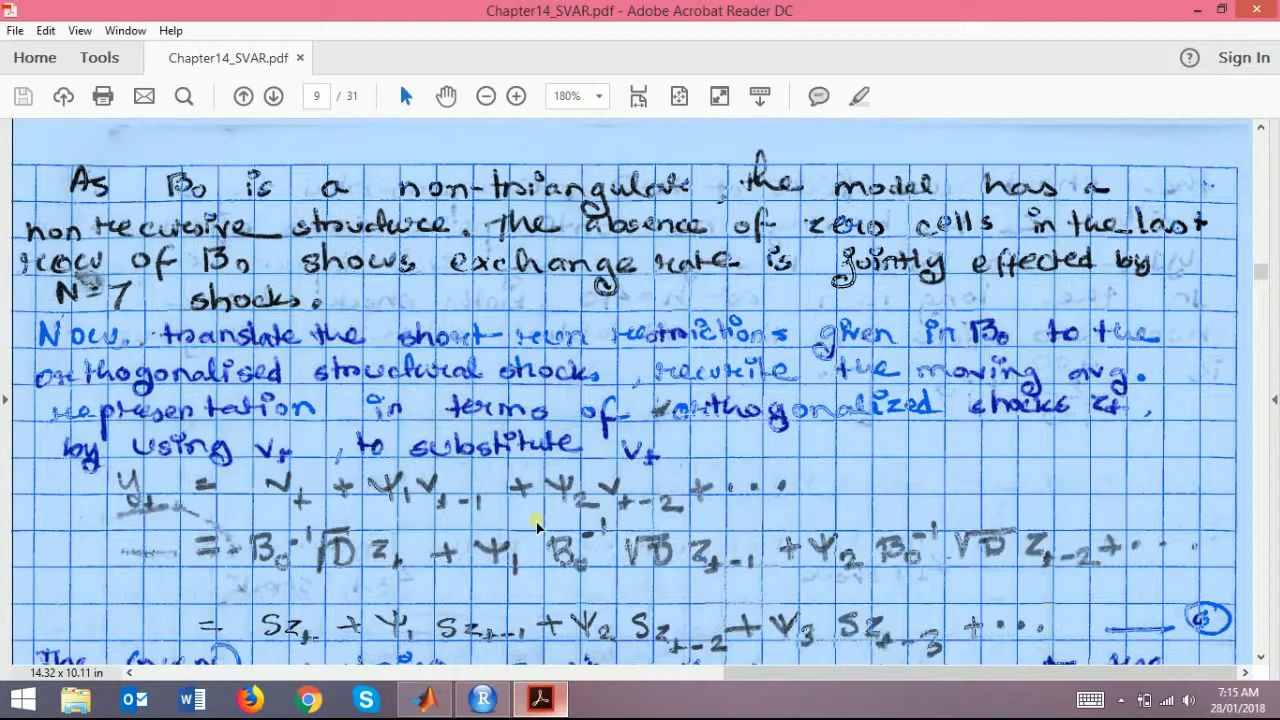 Chapter14_SVAR.pdf - Adobe Acrobat Reader DC
File Edit View Window Help
Home Tools Chapter14_SVAR.pdf × Sign In
9 / 31 180%
As B₀ is a non-triangular, the model has a
non recursive structure. The absence of zero cells in the last
row of B₀ shows exchange rate is jointly effected by
N=7 shocks.
Now translate the short-run restrictions given in B₀ to the
orthogonalised structural shocks, rewrite the moving avg.
representation in terms of orthogonalized shocks zₜ,
by using vₜ, to substitute vₜ
yₜ = vₜ + Ψ₁vₜ₋₁ + Ψ₂vₜ₋₂ + ...
= B₀⁻¹√D zₜ + Ψ₁ B₀⁻¹ √D zₜ₋₁ + Ψ₂ B₀⁻¹ √D zₜ₋₂ + ...
= Szₜ + Ψ₁ Szₜ₋₁ + Ψ₂ Szₜ₋₂ + Ψ₃ Szₜ₋₃ + ...
14.32 x 10.11 in
7:15 AM
28/01/2018